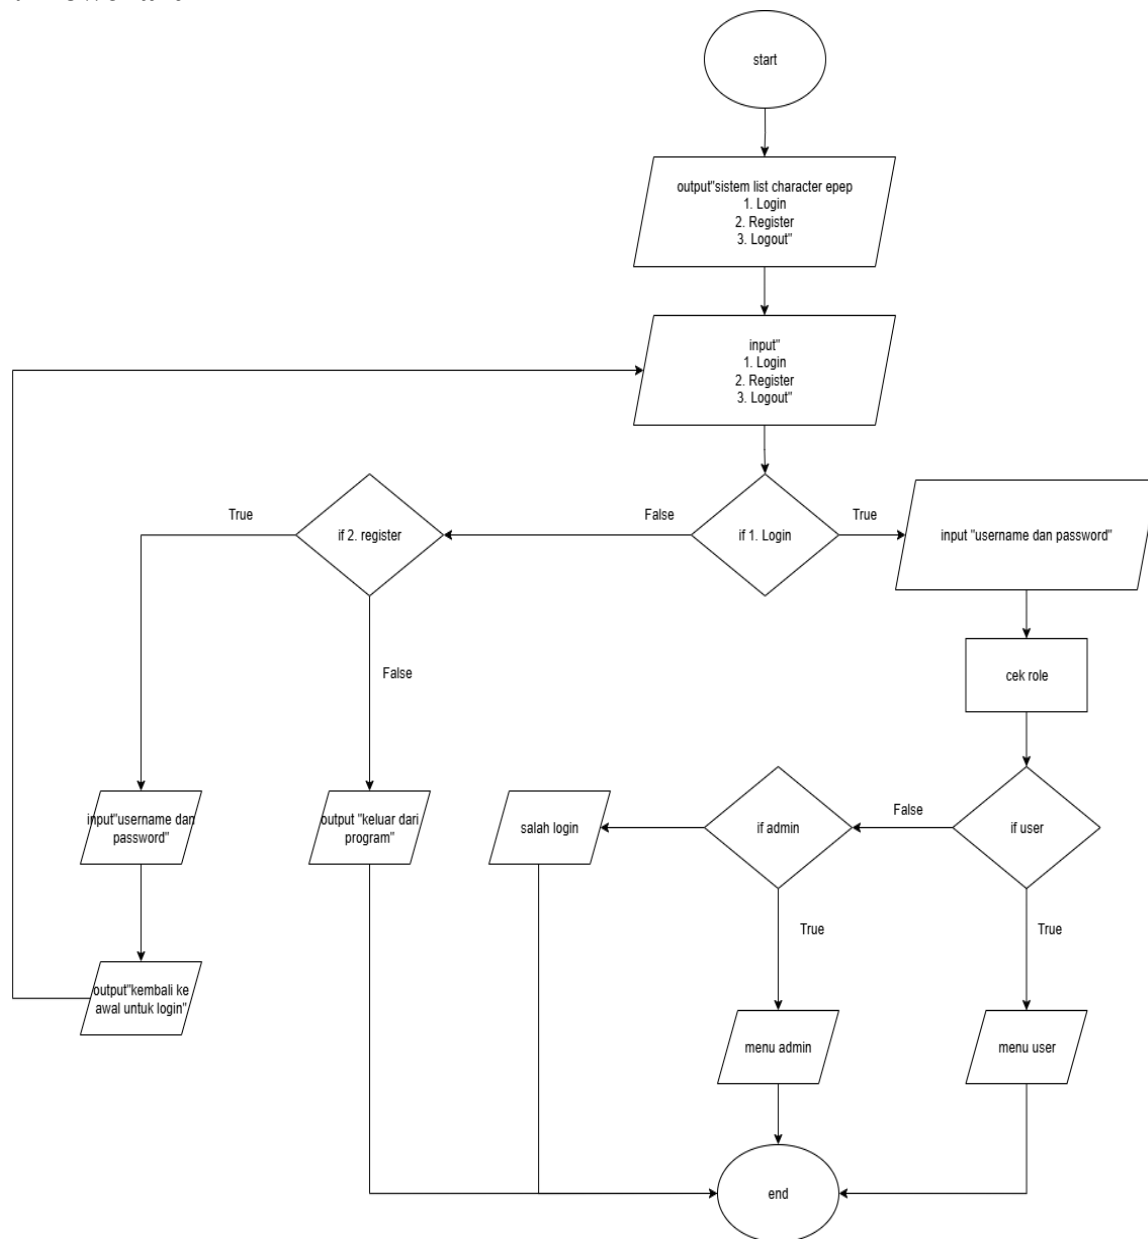 start
output"sistem list character epep
1. Login
2. Register
3. Logout"
input"
1. Login
2. Register
3. Logout"
True
if 2. register
False
if 1. Login
True
input "username dan password"
False
cek role
input"username dan
password"
output "keluar dari
program"
salah login
if admin
False
if user
True
True
output"kembali ke
awal untuk login"
menu admin
menu user
end